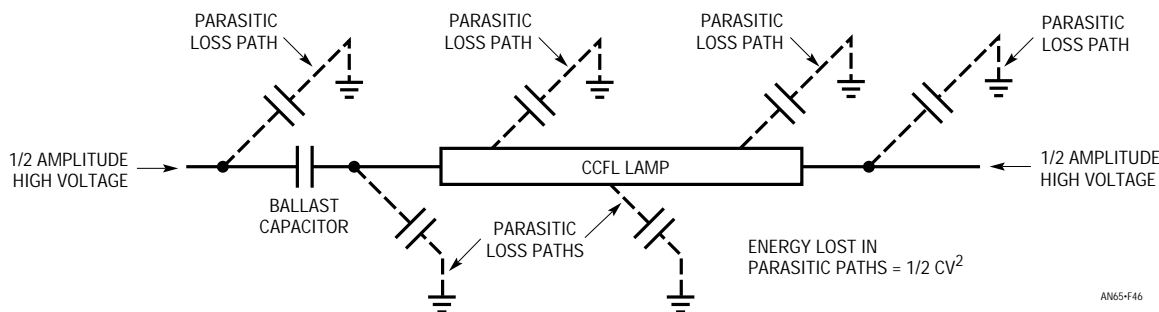 PARASITIC
LOSS PATH
PARASITIC
LOSS PATH
PARASITIC
LOSS PATH
PARASITIC
LOSS PATH
1/2 AMPLITUDE
HIGH VOLTAGE
BALLAST
CAPACITOR
CCFL LAMP
1/2 AMPLITUDE
HIGH VOLTAGE
PARASITIC
LOSS PATHS
ENERGY LOST IN
PARASITIC PATHS = 1/2 CV²
AN65•F46